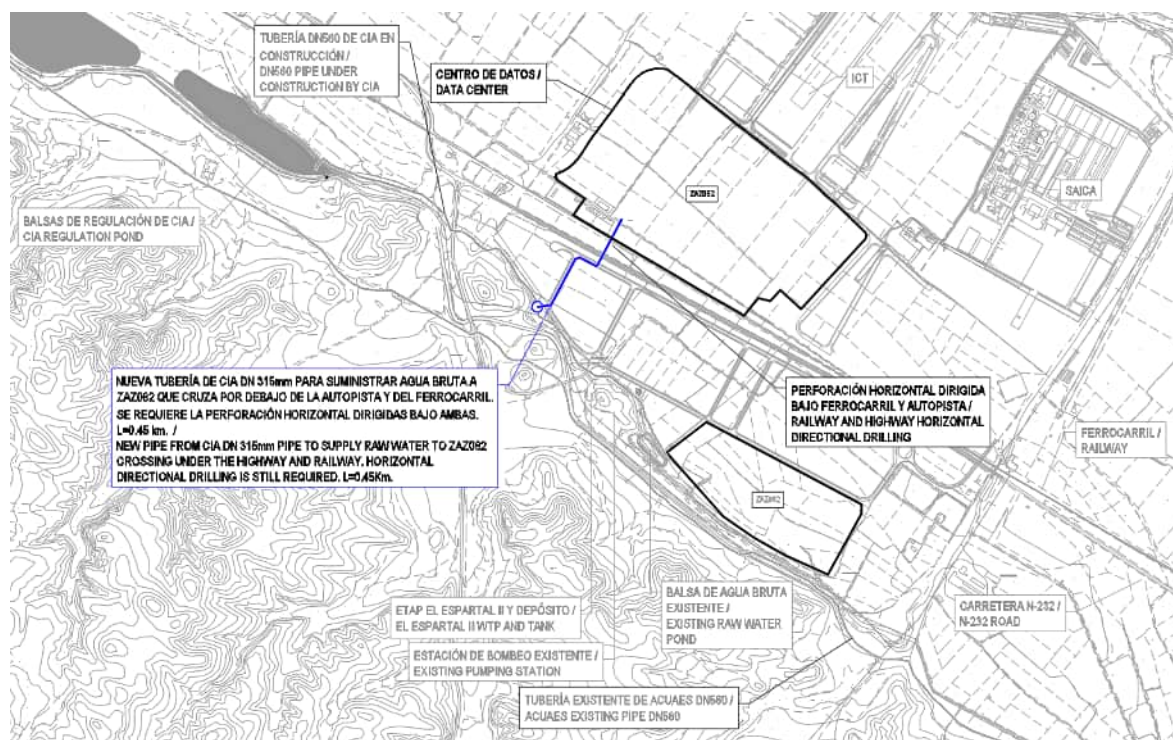 TUBERÍA DN560 DE CIA EN
CONSTRUCCIÓN /
DN560 PIPE UNDER
CONSTRUCTION BY CIA
CENTRO DE DATOS /
DATA CENTER
ICT
SAICA
BALSAS DE REGULACIÓN DE CIA /
CIA REGULATION POND
NUEVA TUBERÍA DE CIA DN 315mm PARA SUMINISTRAR AGUA BRUTA A
ZAZ062 QUE CRUZA POR DEBAJO DE LA AUTOPISTA Y DEL FERROCARRIL.
SE REQUIERE LA PERFORACIÓN HORIZONTAL DIRIGIDAS BAJO AMBAS.
L=0.45 km. /
NEW PIPE FROM CIA DN 315mm PIPE TO SUPPLY RAW WATER TO ZAZ062
CROSSING UNDER THE HIGHWAY AND RAILWAY. HORIZONTAL
DIRECTIONAL DRILLING IS STILL REQUIRED. L=0,45Km.
PERFORACIÓN HORIZONTAL DIRIGIDA
BAJO FERROCARRIL Y AUTOPISTA /
RAILWAY AND HIGHWAY HORIZONTAL
DIRECTIONAL DRILLING
FERROCARRIL /
RAILWAY
ETAP EL ESPARTAL II Y DEPÓSITO /
EL ESPARTAL II WTP AND TANK
ESTACIÓN DE BOMBEO EXISTENTE /
EXISTING PUMPING STATION
BALSA DE AGUA BRUTA
EXISTENTE /
EXISTING RAW WATER
POND
CARRETERA N-232 /
N-232 ROAD
TUBERÍA EXISTENTE DE ACUAES DN560 /
ACUAES EXISTING PIPE DN560